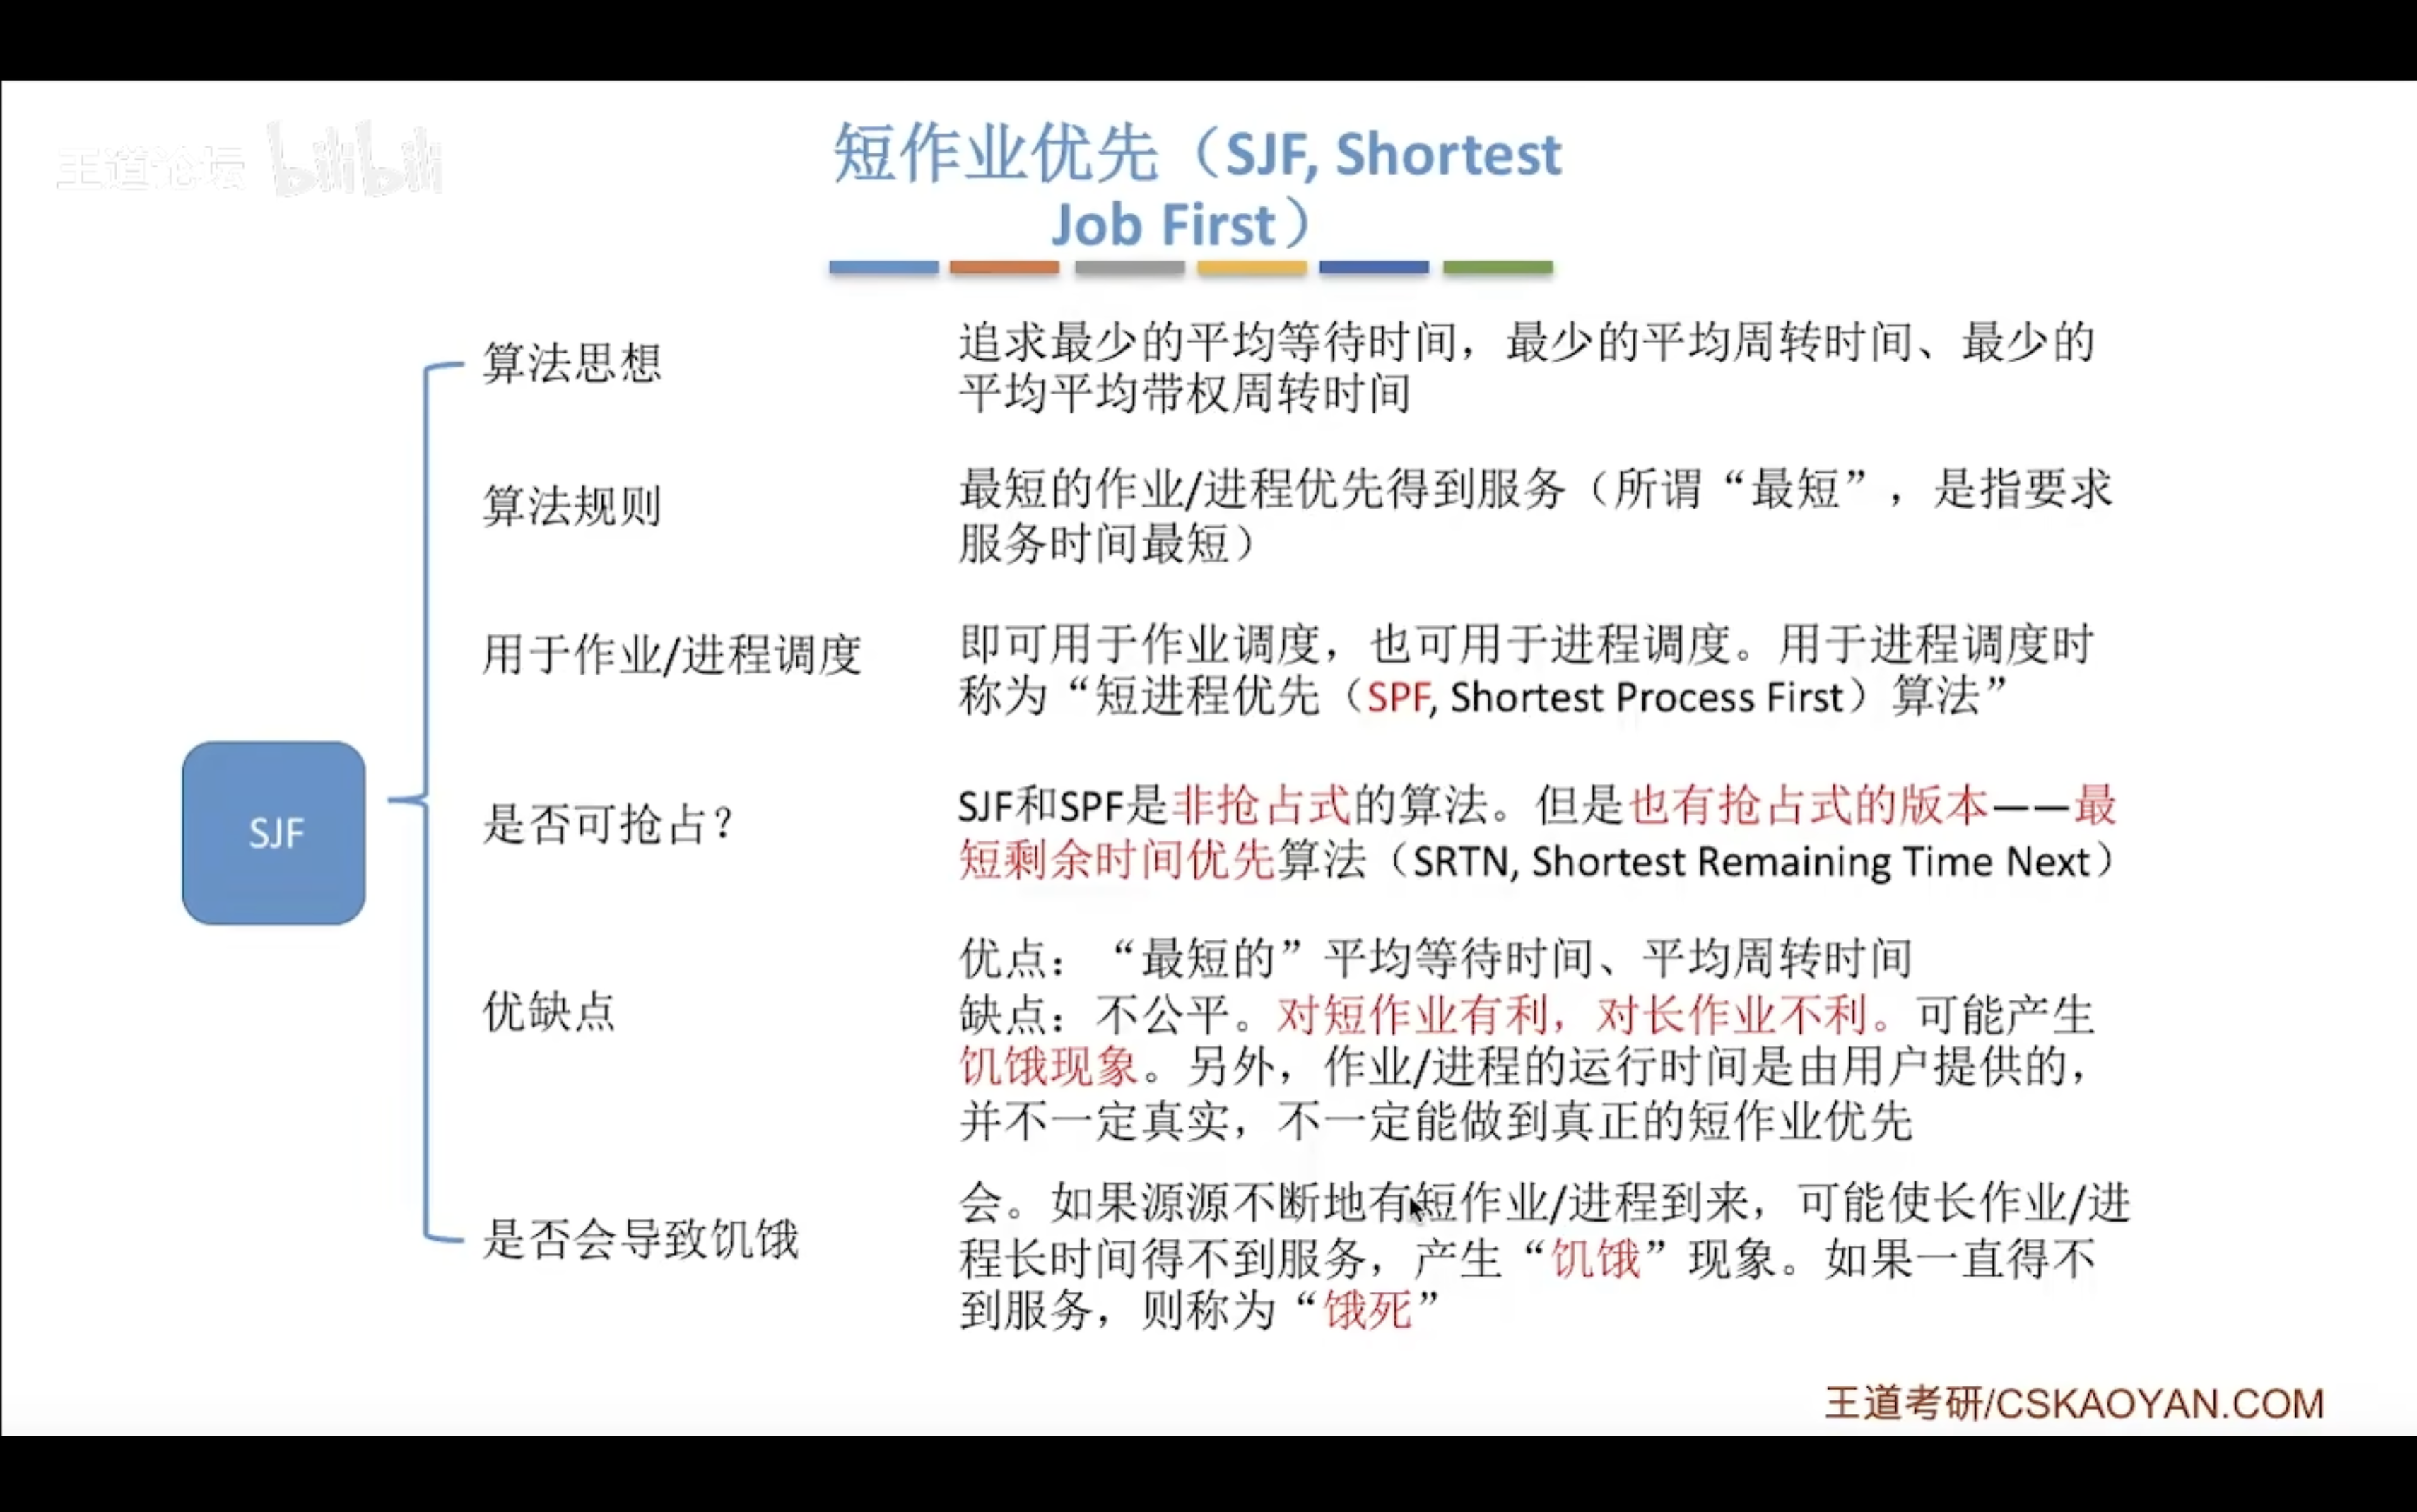 王道论坛 bilibili
短作业优先（SJF, Shortest
Job First）
算法思想
追求最少的平均等待时间，最少的平均周转时间、最少的
平均平均带权周转时间
算法规则
最短的作业/进程优先得到服务（所谓“最短”，是指要求
服务时间最短）
用于作业/进程调度
即可用于作业调度，也可用于进程调度。用于进程调度时
称为“短进程优先（SPF, Shortest Process First）算法”
SJF
是否可抢占？
SJF和SPF是非抢占式的算法。但是也有抢占式的版本——最
短剩余时间优先算法（SRTN, Shortest Remaining Time Next）
优缺点
优点：“最短的”平均等待时间、平均周转时间
缺点：不公平。对短作业有利，对长作业不利。可能产生
饥饿现象。另外，作业/进程的运行时间是由用户提供的，
并不一定真实，不一定能做到真正的短作业优先
是否会导致饥饿
会。如果源源不断地有短作业/进程到来，可能使长作业/进
程长时间得不到服务，产生“饥饿”现象。如果一直得不
到服务，则称为“饿死”
王道考研/CSKAOYAN.COM